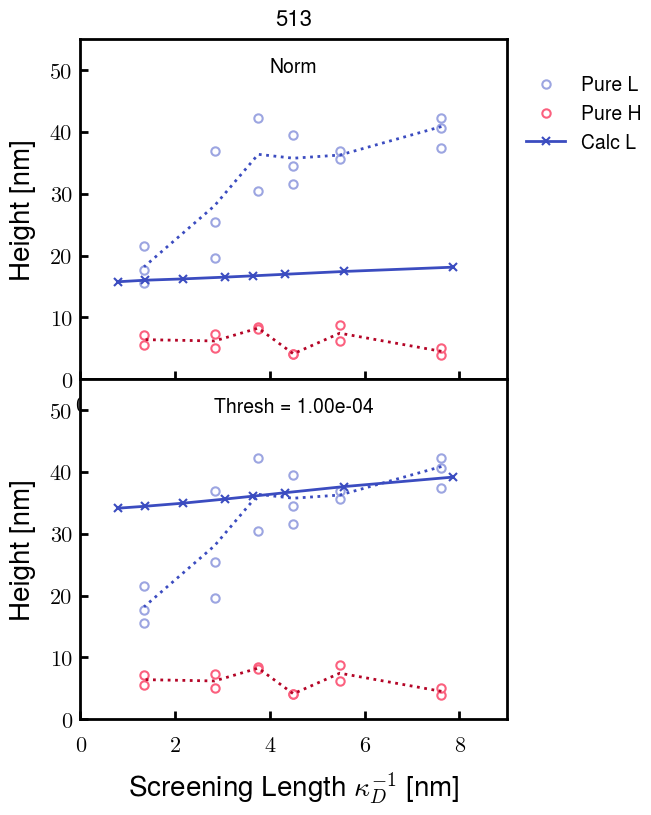 513
Norm
50
40
30
20
10
0
Height [nm]
Pure L
Pure H
Calc L
Thresh = 1.00e-04
50
40
30
20
10
0
Height [nm]
0 2 4 6 8
Screening Length κ_D^{-1} [nm]